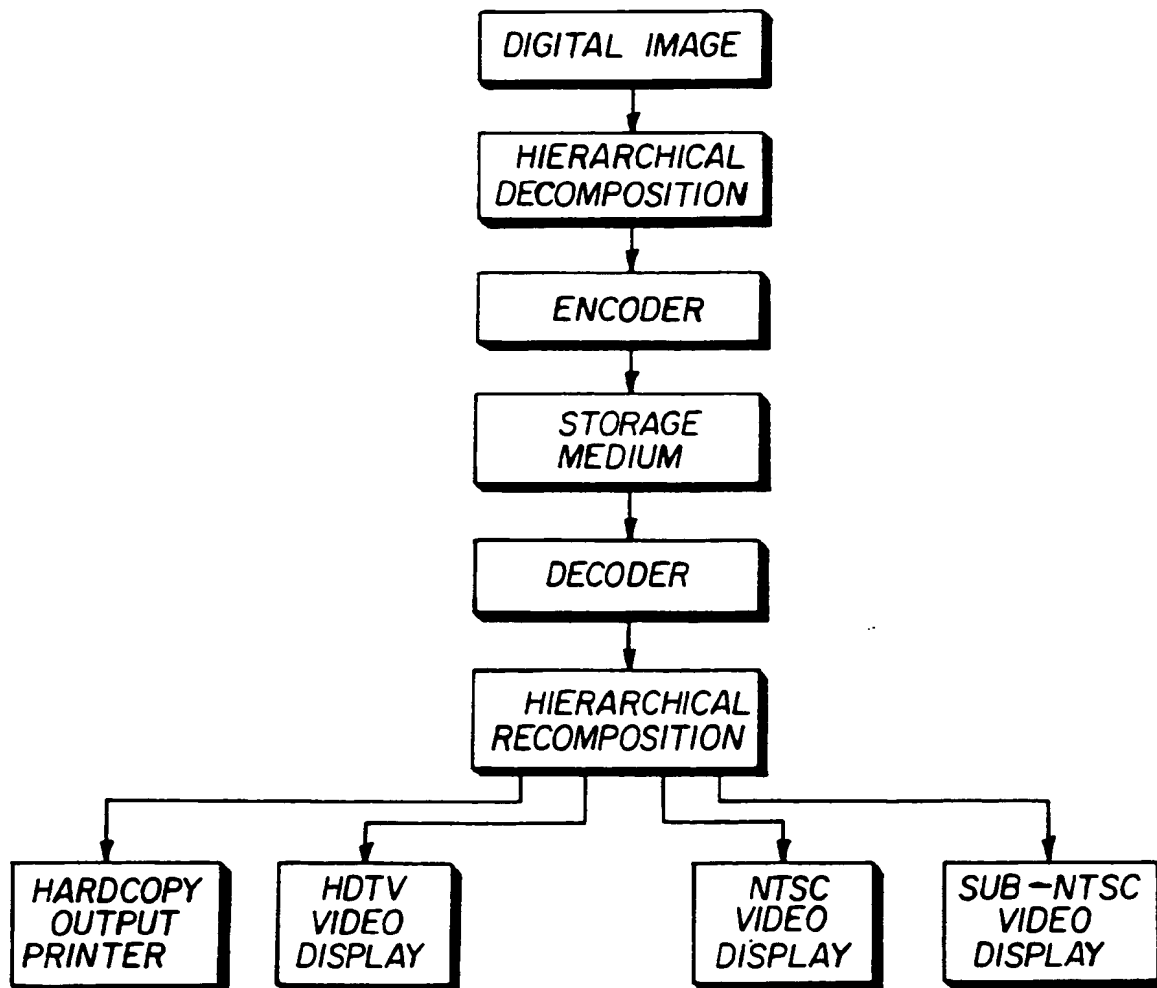 DIGITAL IMAGE
HIERARCHICAL
DECOMPOSITION
ENCODER
STORAGE
MEDIUM
DECODER
HIERARCHICAL
RECOMPOSITION
HARDCOPY
OUTPUT
PRINTER
HDTV
VIDEO
DISPLAY
NTSC
VIDEO
DISPLAY
SUB-NTSC
VIDEO
DISPLAY